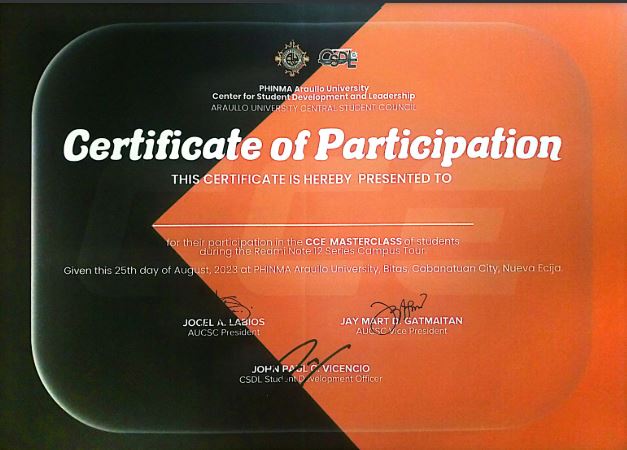 CSDL
PHINMA Araullo University
Center for Student Development and Leadership
ARAULLO UNIVERSITY CENTRAL STUDENT COUNCIL
Certificate of Participation
THIS CERTIFICATE IS HEREBY PRESENTED TO
for their participation in the CCE MASTERCLASS of students
during the Redmi Note 12 Series Campus Tour.
Given this 25th day of August, 2023 at PHINMA Araullo University, Bitas, Cabanatuan City, Nueva Ecija.
JOCEL A. LABIOS
JAY MART D. GATMAITAN
AUCSC President
AUCSC Vice President
JOHN PAUL C. VICENCIO
CSDL Student Development Officer